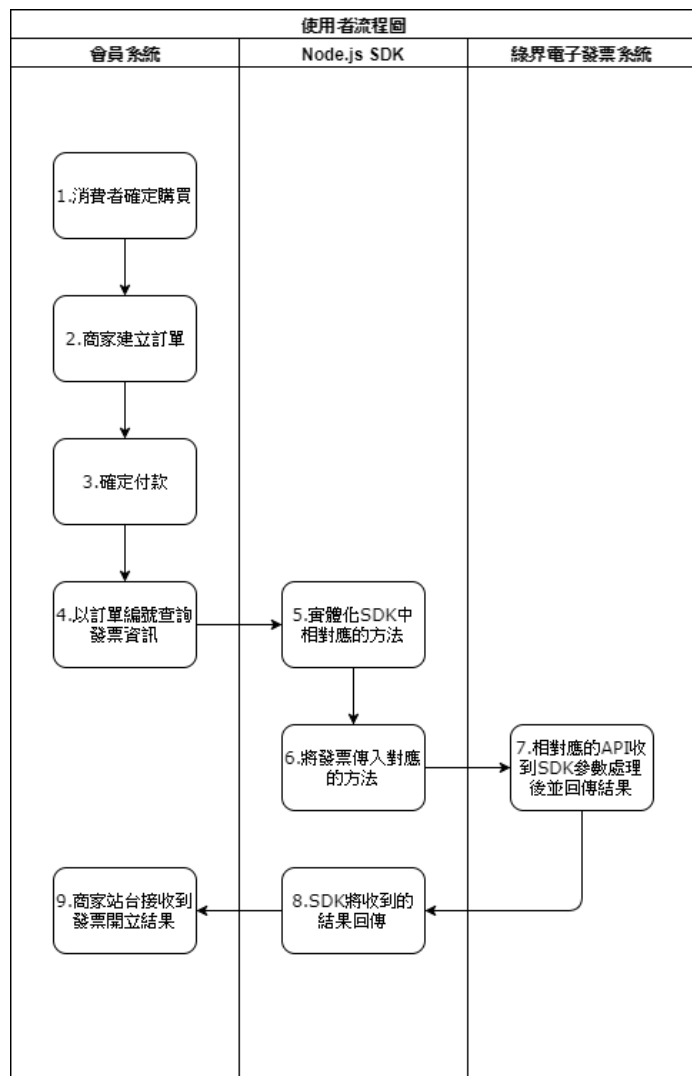 使用者流程圖
會員系統
Node.js SDK
綠界電子發票系統
1.消費者確定購買
2.商家建立訂單
3.確定付款
4.以訂單編號查詢
發票資訊
5.實體化SDK中
相對應的方法
6.將發票傳入對應
的方法
7.相對應的API收
到SDK參數處理
後並回傳結果
8.SDK將收到的
結果回傳
9.商家站台接收到
發票開立結果